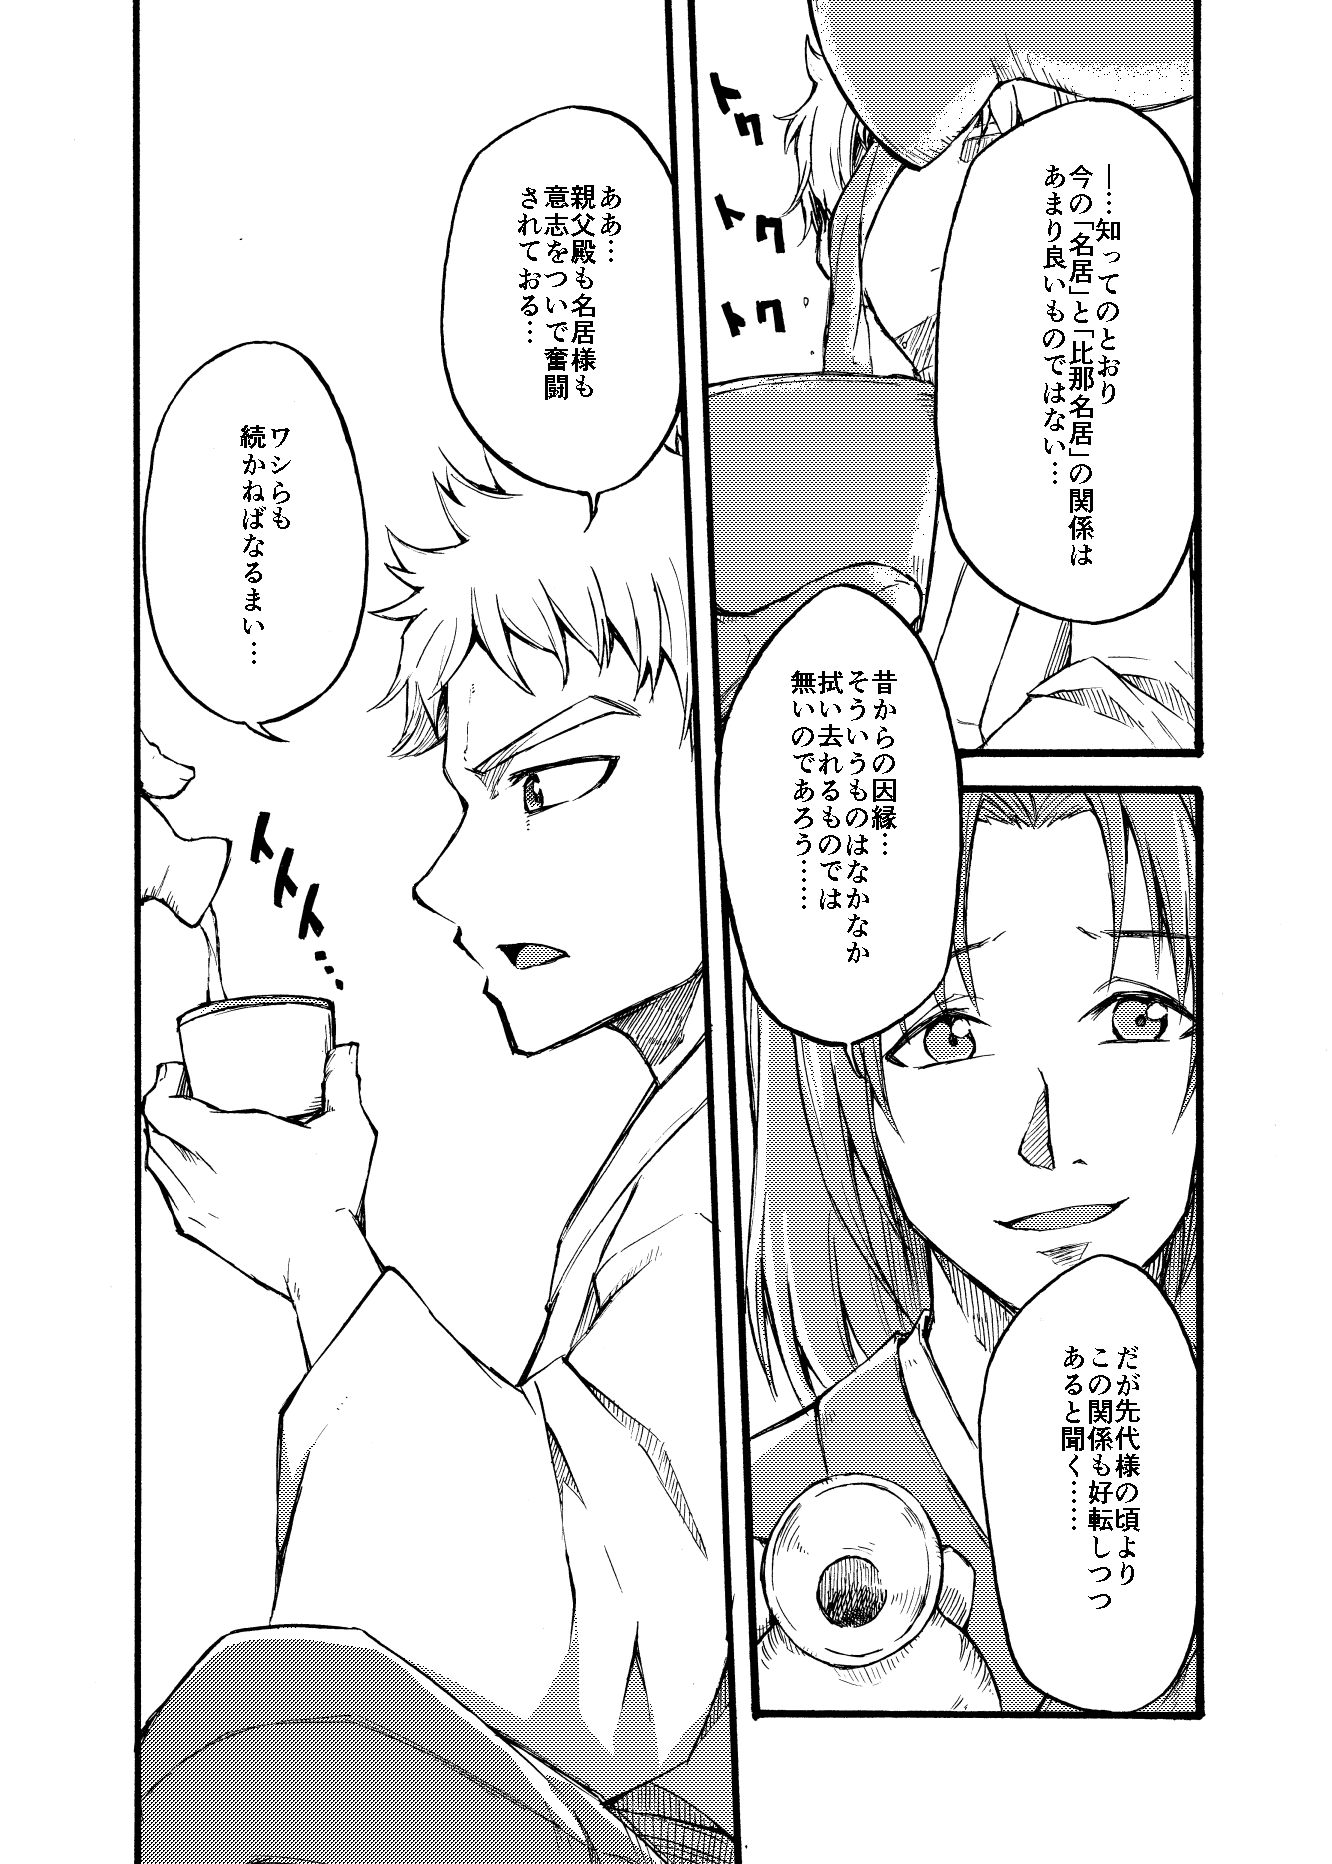 トク
トク
トク
―…知ってのとおり
今の「名居」と「比那名居」の関係は
あまり良いものではない…
昔からの因縁…
そういうものはなかなか
拭い去れるものでは
無いのであろう……
だが先代様の頃より
この関係も好転しつつ
あると聞く……
ああ…
親父殿も名居様も
意志をついで奮闘
されておる…
ワシらも
続かねばなるまい…
トトト…